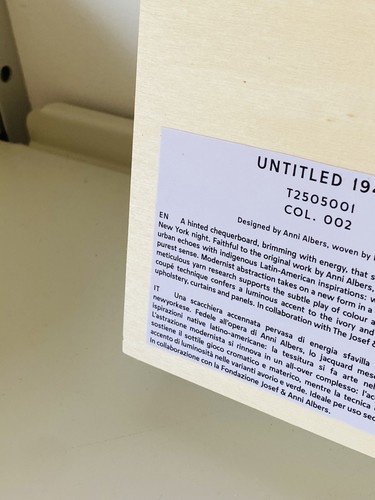 UNTITLED 194
T2505001
COL. 002
Designed by Anni Albers, woven by
EN A hinted chequerboard, brimming with energy, that s
New York night. Faithful to the original work by Anni Albers,
urban echoes with indigenous Latin-American inspirations: w
purest sense. Modernist abstraction takes on a new form in a
meticulous yarn research supports the subtle play of colour a
coupé technique confers a luminous accent to the ivory and
upholstery, curtains and panels. In collaboration with The Josef &
IT Una scacchiera accennata pervasa di energia sfavilla
newyorkese. Fedele all'opera di Anni Albers, lo jacquard mesc
ispirazioni native latino-americane: la tessitura si fa arte nel
L'astrazione modernista si rinnova in un all-over complesso: l'acc
sostiene il sottile gioco cromatico e materico, mentre la tecnica
accento di luminosità nelle varianti avorio e verde. Ideale per uso sed
In collaborazione con la Fondazione Josef & Anni Albers.